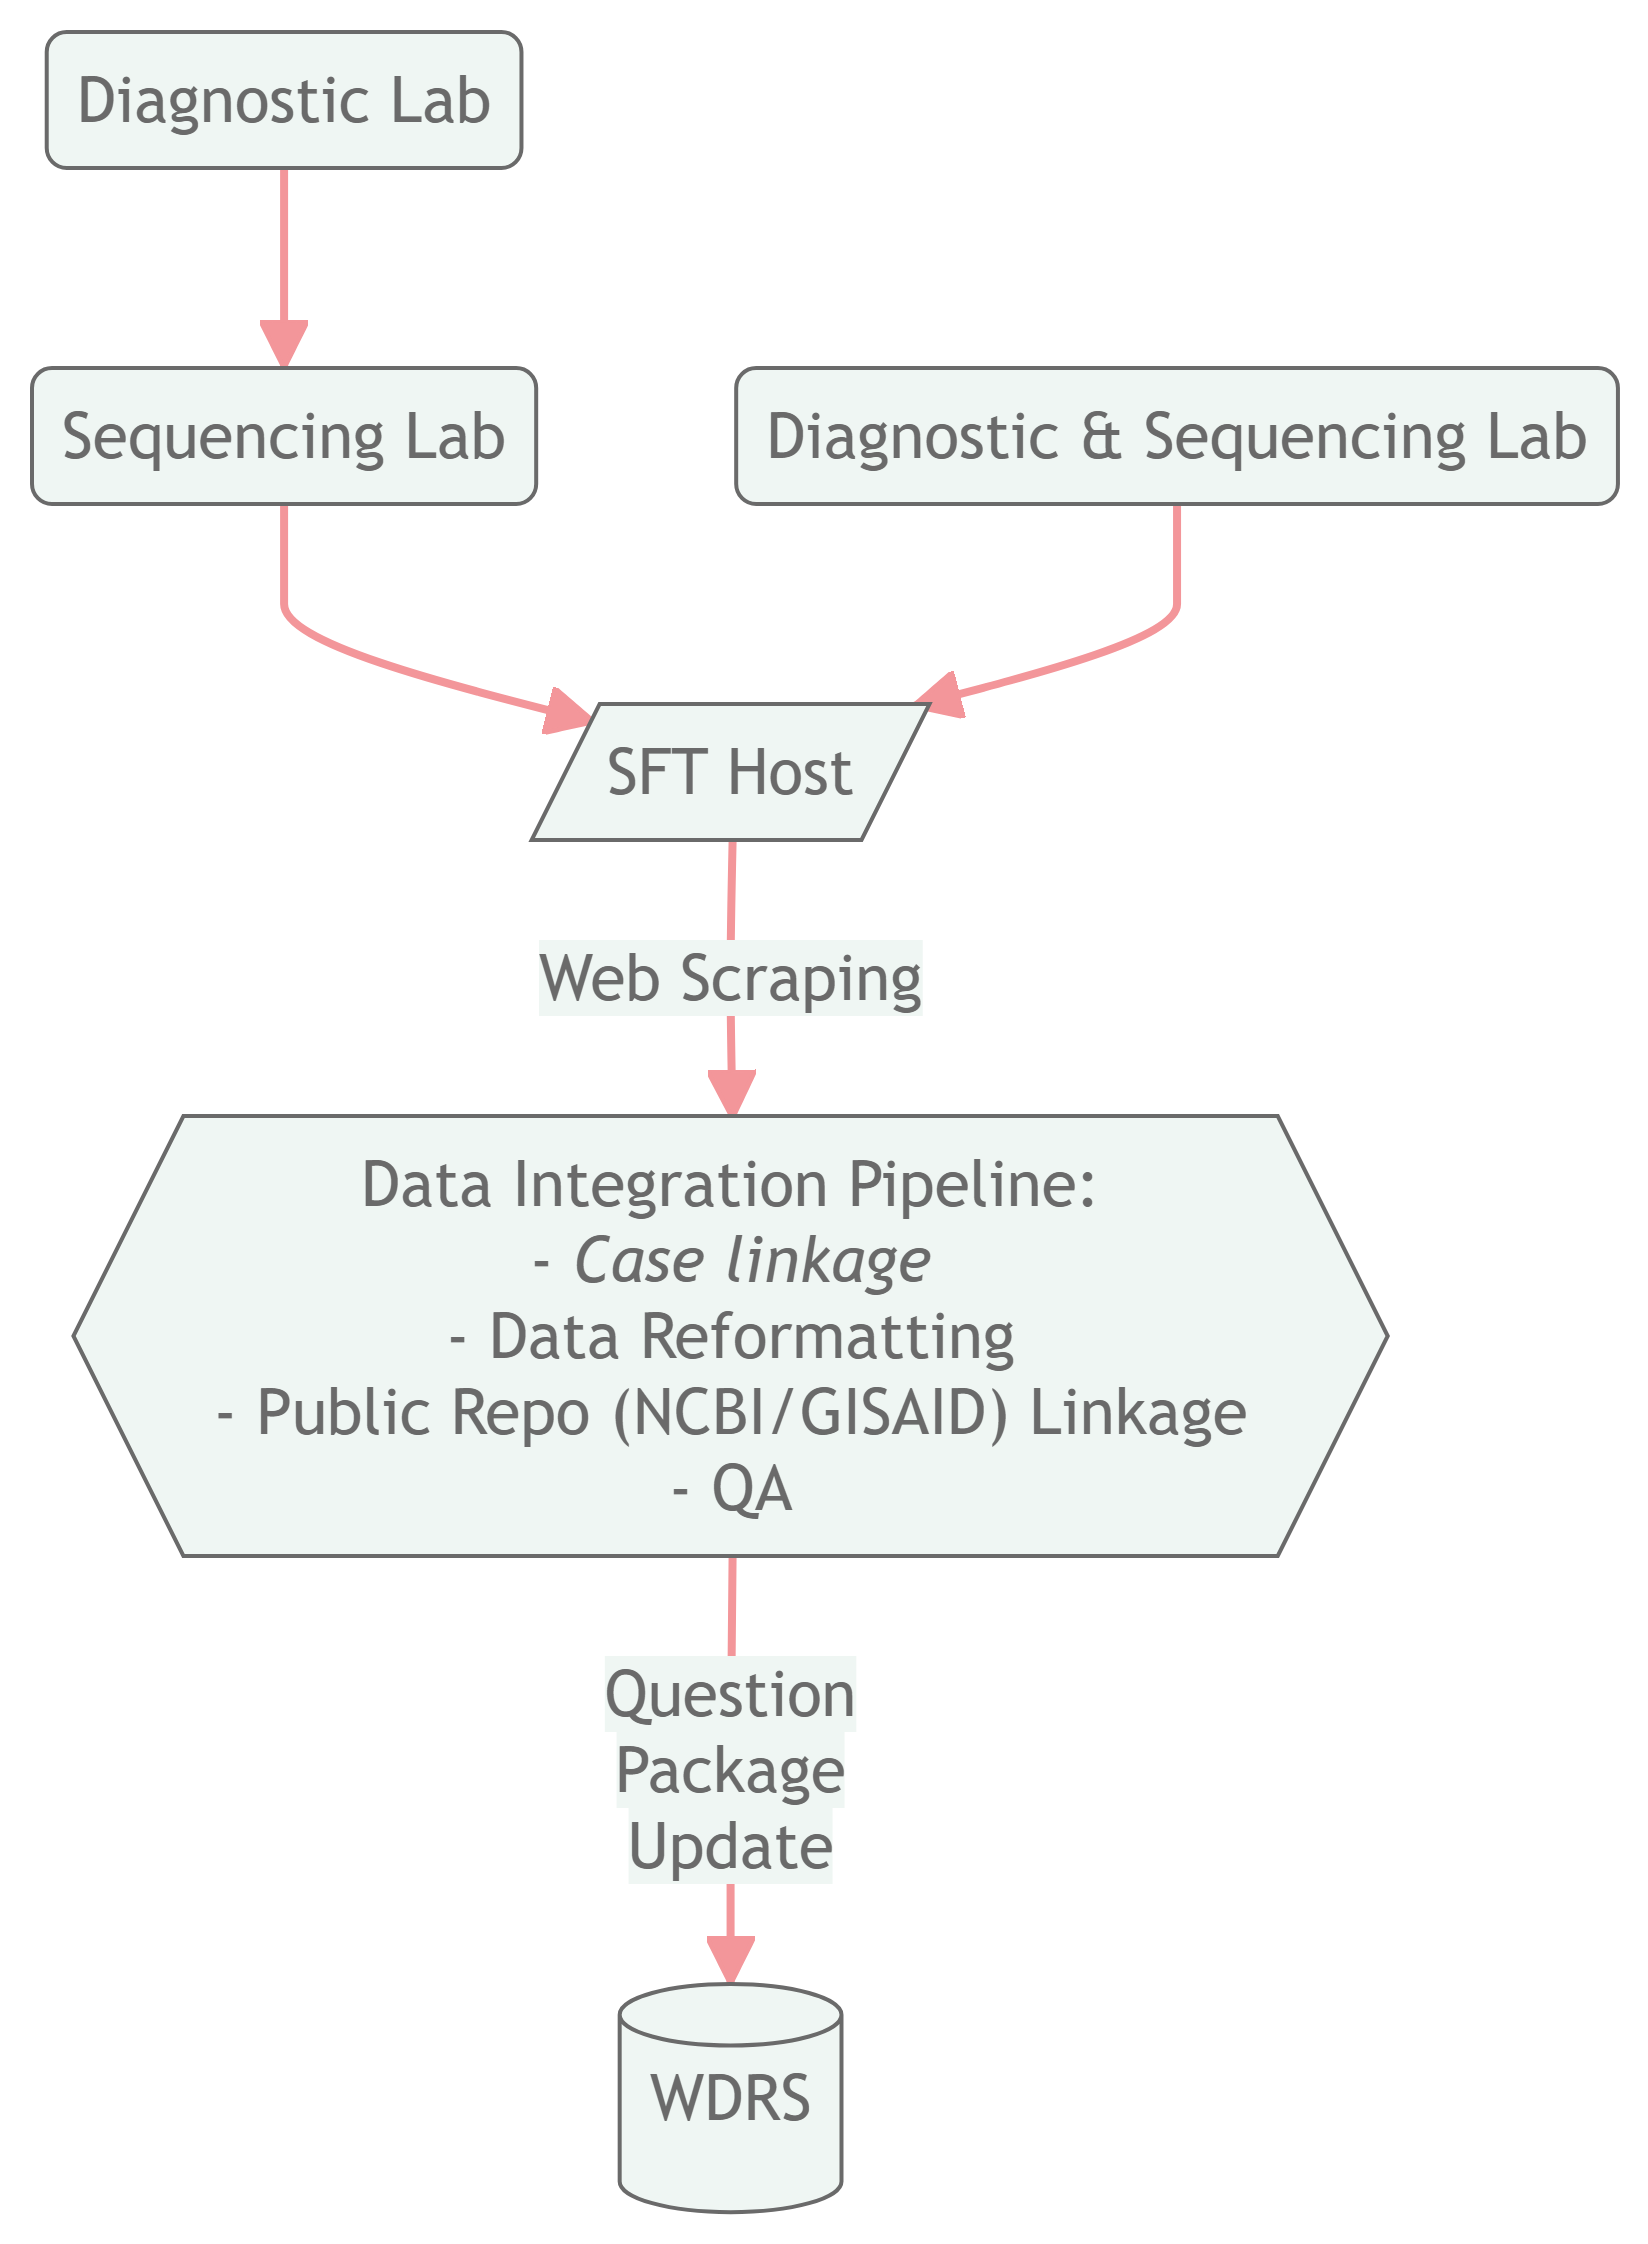 Diagnostic Lab
Sequencing Lab
Diagnostic & Sequencing Lab
SFT Host
Web Scraping
Data Integration Pipeline:
- Case linkage
- Data Reformatting
- Public Repo (NCBI/GISAID) Linkage
- QA
Question
Package
Update
WDRS